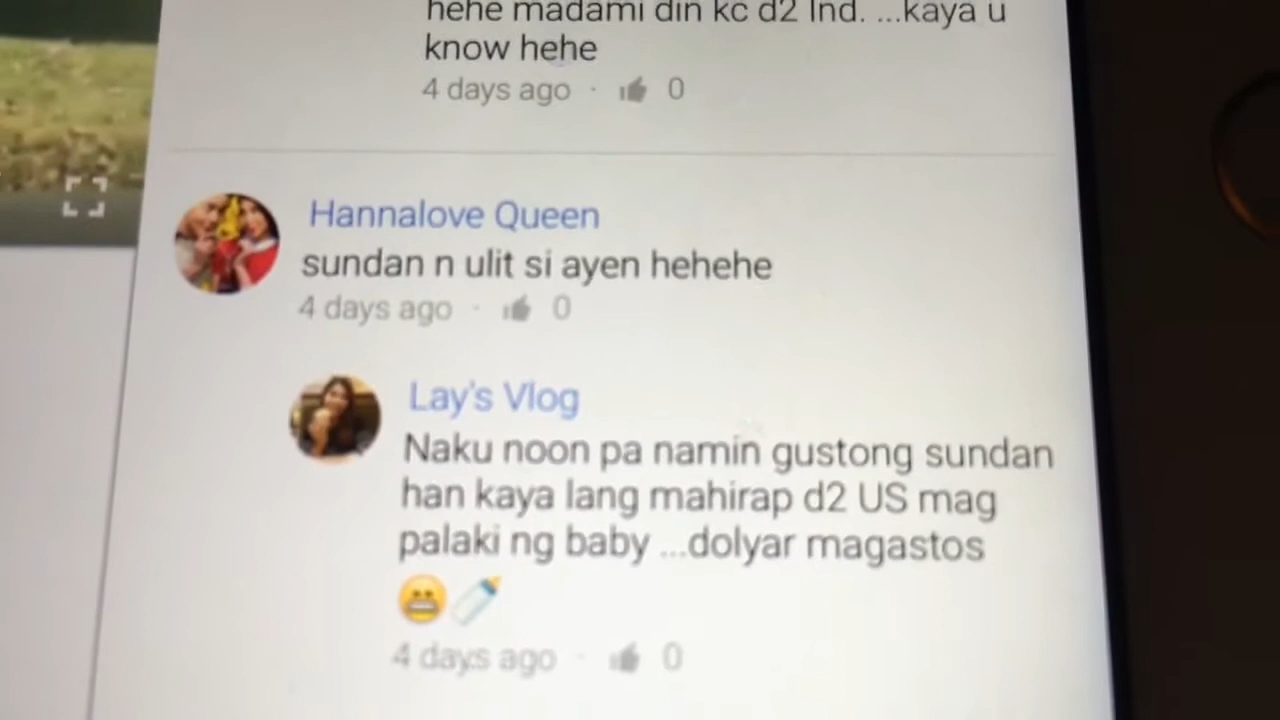 hehe madami din kc d2 Ind. ...kaya u
know hehe
4 days ago · 0
Hannalove Queen
sundan n ulit si ayen hehehe
4 days ago · 0
Lay's Vlog
Naku noon pa namin gustong sundan
han kaya lang mahirap d2 US mag
palaki ng baby ...dolyar magastos
😬🍼
4 days ago · 0